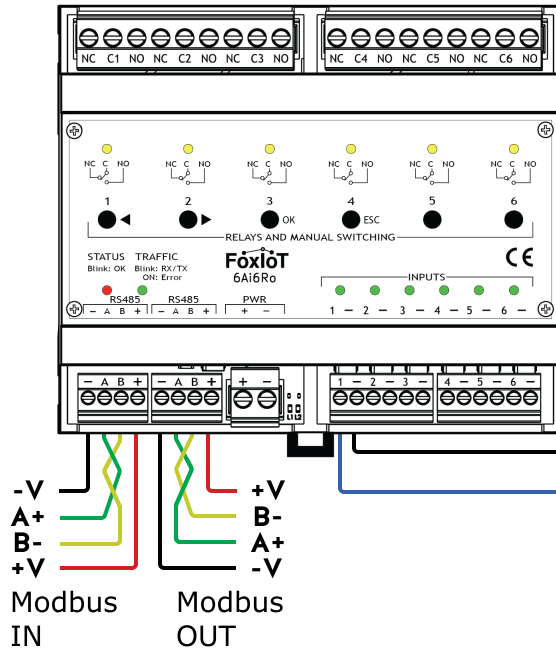 NC C1 NO NC C2 NO NC C3 NO NC C4 NO NC C5 NO NC C6 NO
NC C NO NC C NO NC C NO NC C NO NC C NO NC C NO
1 2 3 4 5 6
◀ ▶ OK ESC
RELAYS AND MANUAL SWITCHING
STATUS TRAFFIC
Blink: OK Blink: RX/TX
ON: Error
FoxIoT
6Ai6Ro
CE
INPUTS
RS485 RS485 PWR
– A B + – A B + + – 1 – 2 – 3 – 4 – 5 – 6 –
– A B + – A B + + – 1 – 2 – 3 – 4 – 5 – 6 –
L1 L2
-V +V
A+ B-
B- A+
+V -V
Modbus Modbus
IN OUT